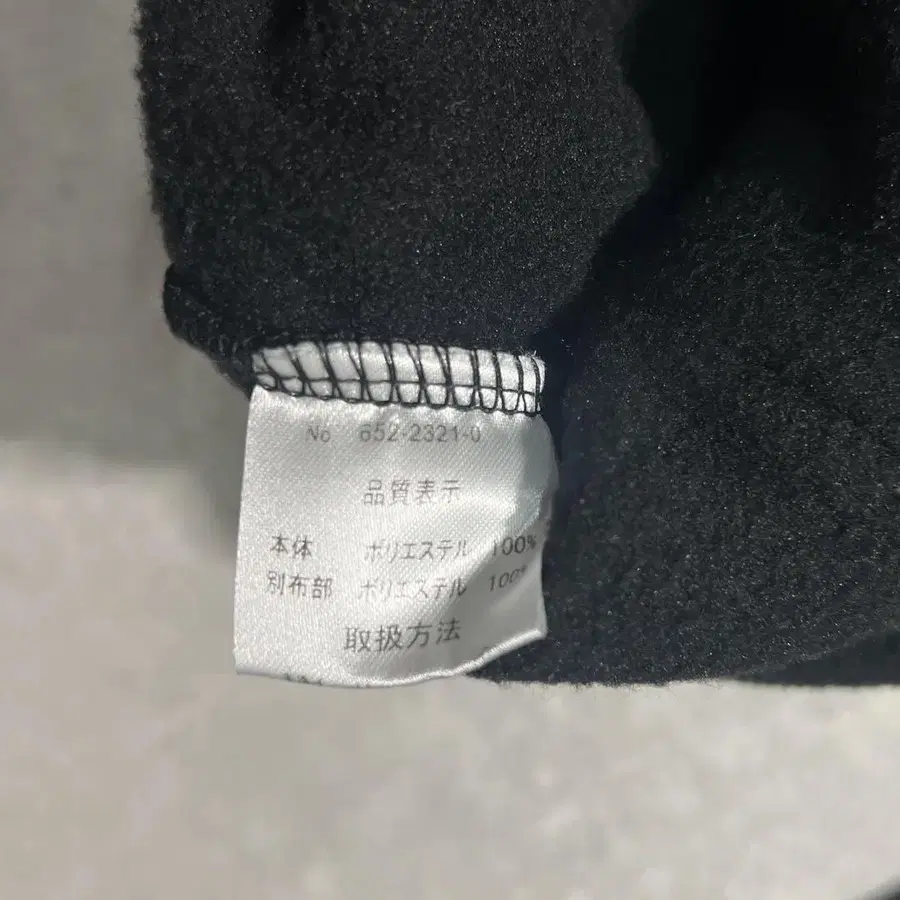 No 652-2321-0
品質表示
本体 ポリエステル 100%
別布部 ポリエステル 100%
取扱方法